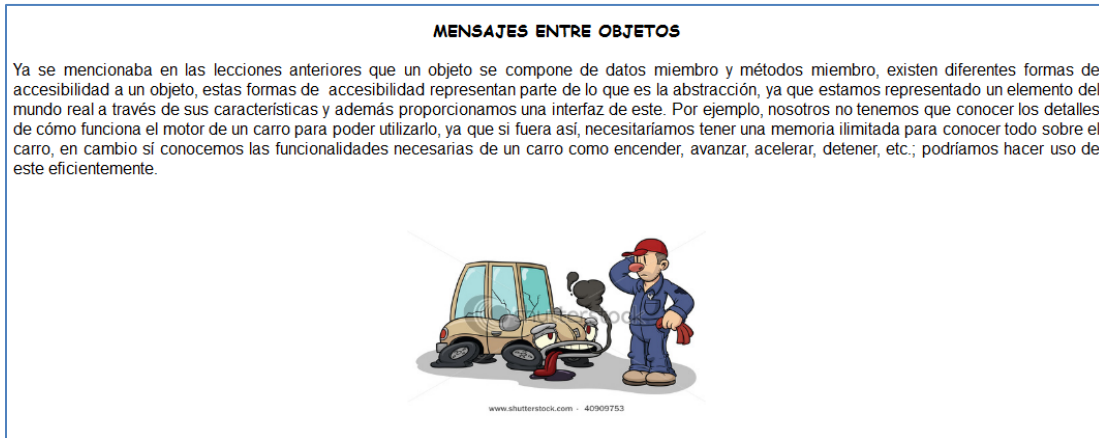 MENSAJES ENTRE OBJETOS
Ya se mencionaba en las lecciones anteriores que un objeto se compone de datos miembro y métodos miembro, existen diferentes formas de
accesibilidad a un objeto, estas formas de accesibilidad representan parte de lo que es la abstracción, ya que estamos representado un elemento del
mundo real a través de sus características y además proporcionamos una interfaz de este. Por ejemplo, nosotros no tenemos que conocer los detalles
de cómo funciona el motor de un carro para poder utilizarlo, ya que si fuera así, necesitaríamos tener una memoria ilimitada para conocer todo sobre el
carro, en cambio sí conocemos las funcionalidades necesarias de un carro como encender, avanzar, acelerar, detener, etc.; podríamos hacer uso de
este eficientemente.
shutterstock
www.shutterstock.com · 40909753